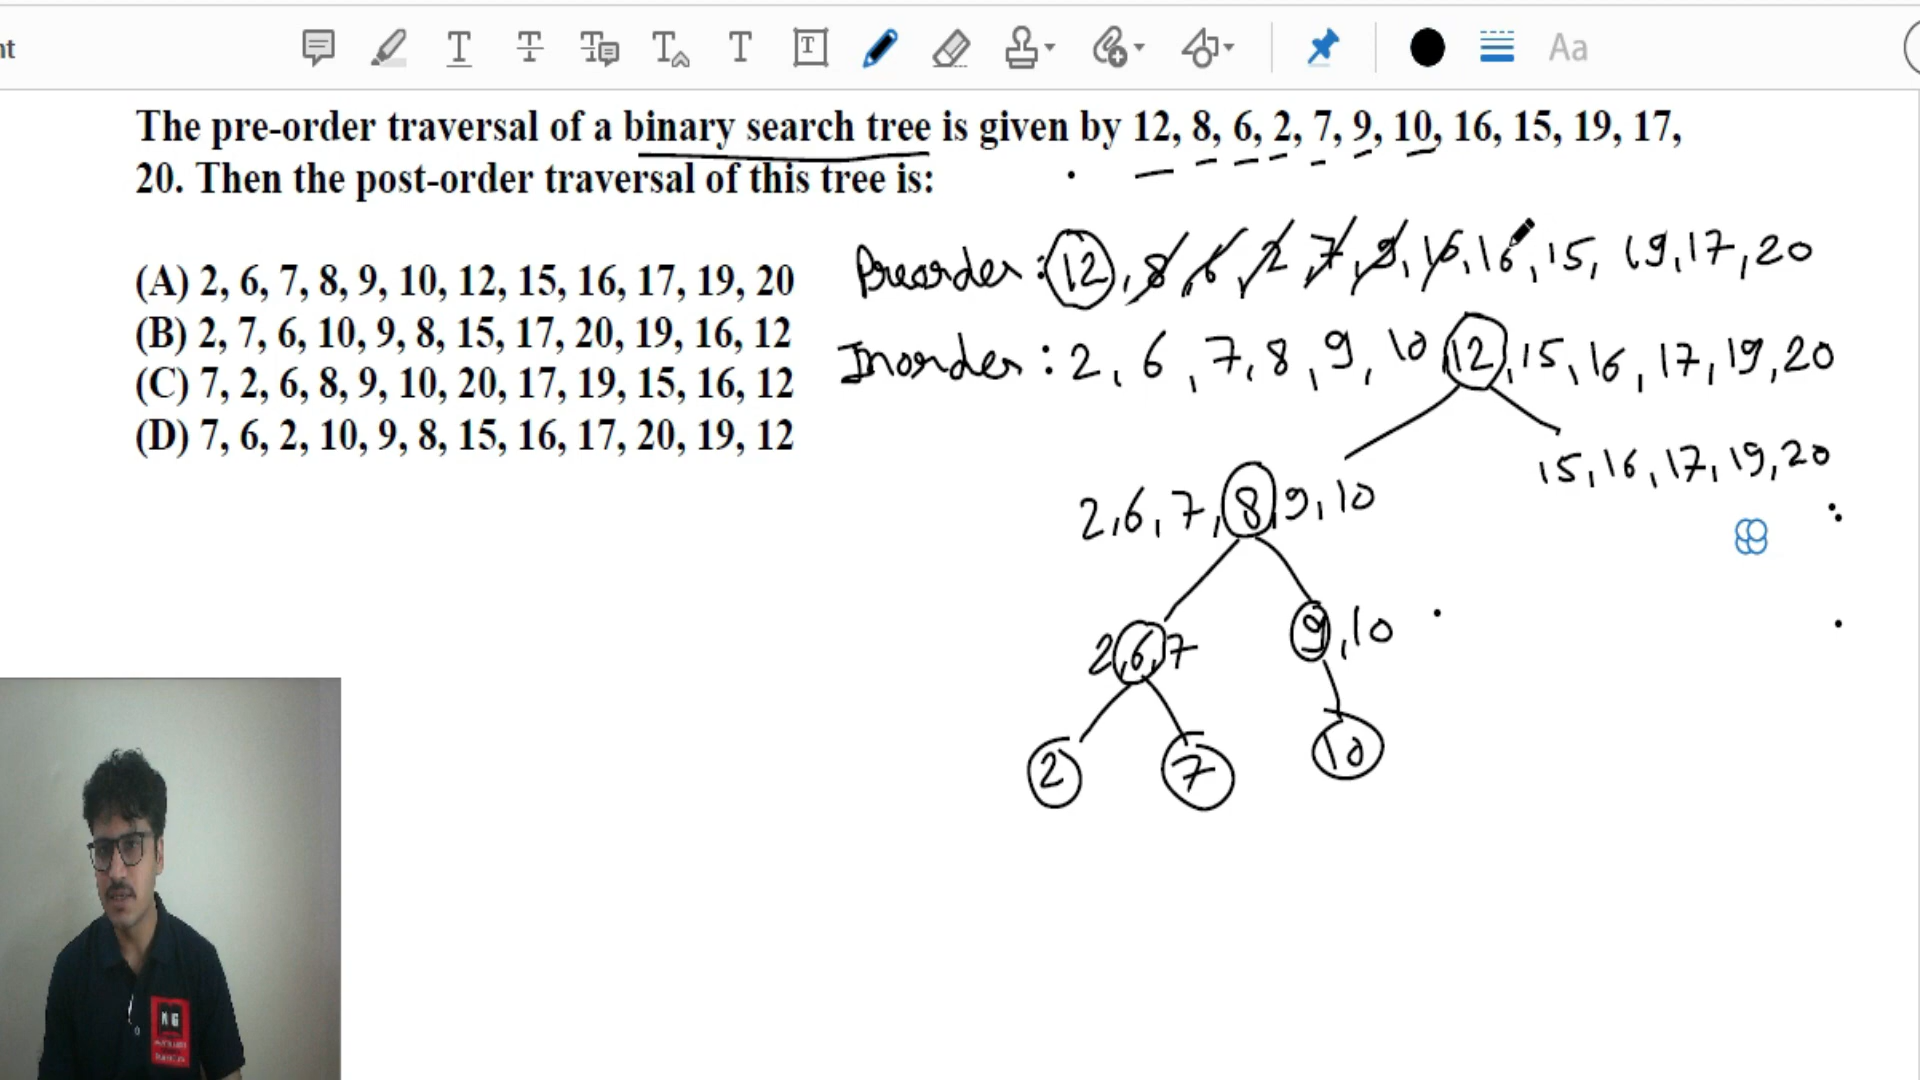 nt
T T T T T T Aa
The pre-order traversal of a binary search tree is given by 12, 8, 6, 2, 7, 9, 10, 16, 15, 19, 17,
20. Then the post-order traversal of this tree is:
(A) 2, 6, 7, 8, 9, 10, 12, 15, 16, 17, 19, 20
(B) 2, 7, 6, 10, 9, 8, 15, 17, 20, 19, 16, 12
(C) 7, 2, 6, 8, 9, 10, 20, 17, 19, 15, 16, 12
(D) 7, 6, 2, 10, 9, 8, 15, 16, 17, 20, 19, 12
Preorder : 12, 8, 6, 2, 7, 9, 10, 16, 15, 19, 17, 20
Inorder : 2, 6, 7, 8, 9, 10 12, 15, 16, 17, 19, 20
15, 16, 17, 19, 20
2, 6, 7, 8, 9, 10
2, 6, 7 9, 10
2 7 10
NG